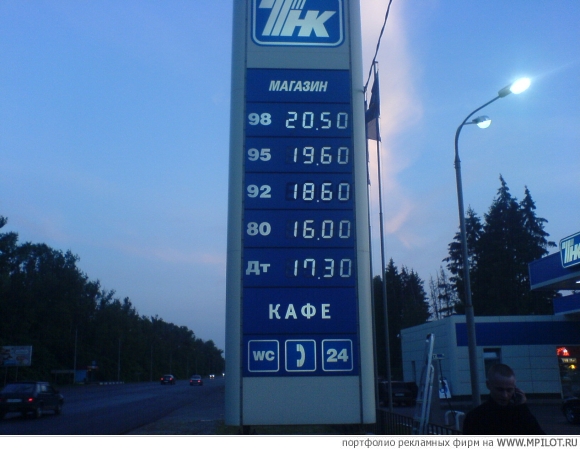 ТНК
МАГАЗИН
98 20.50
95 19.60
92 18.60
80 16.00
Дт 17.30
КАФЕ
WC 24
ТНК
портфолио рекламных фирм на WWW.MPILOT.RU